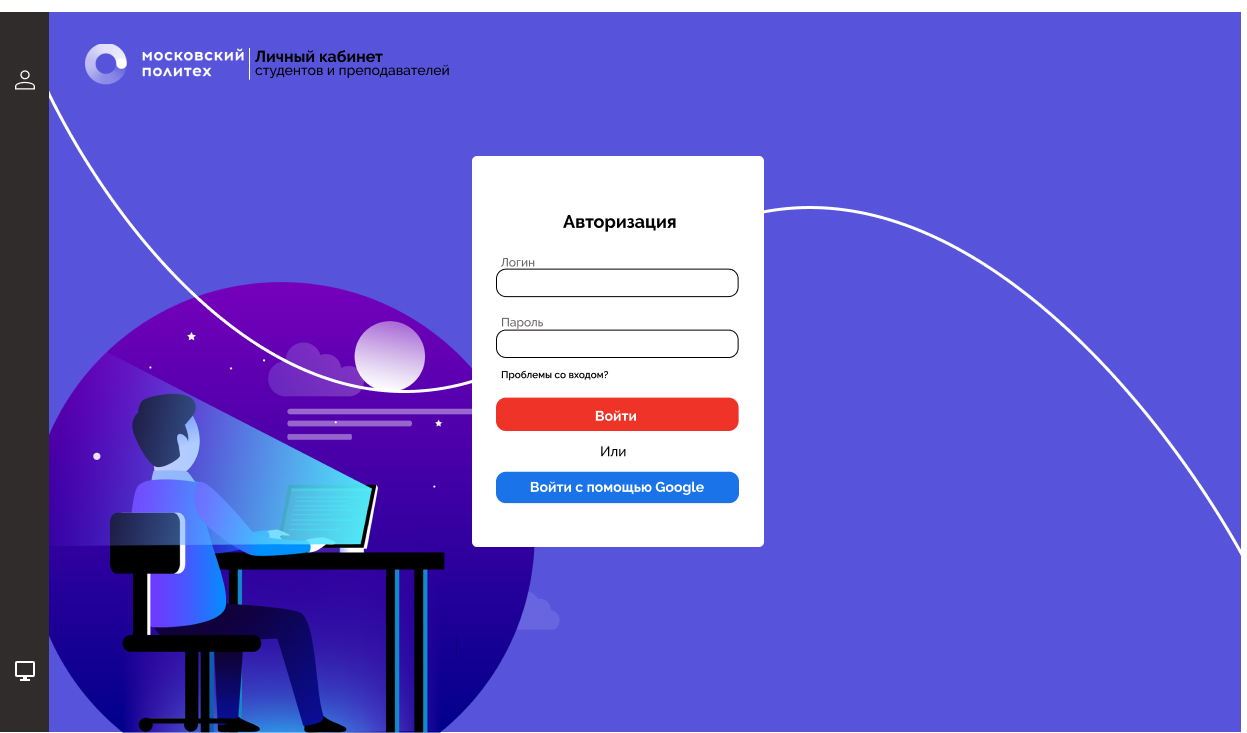 московский
политех
Личный кабинет
студентов и преподавателей
Авторизация
Логин
Пароль
Проблемы со входом?
Войти
Или
Войти с помощью Google